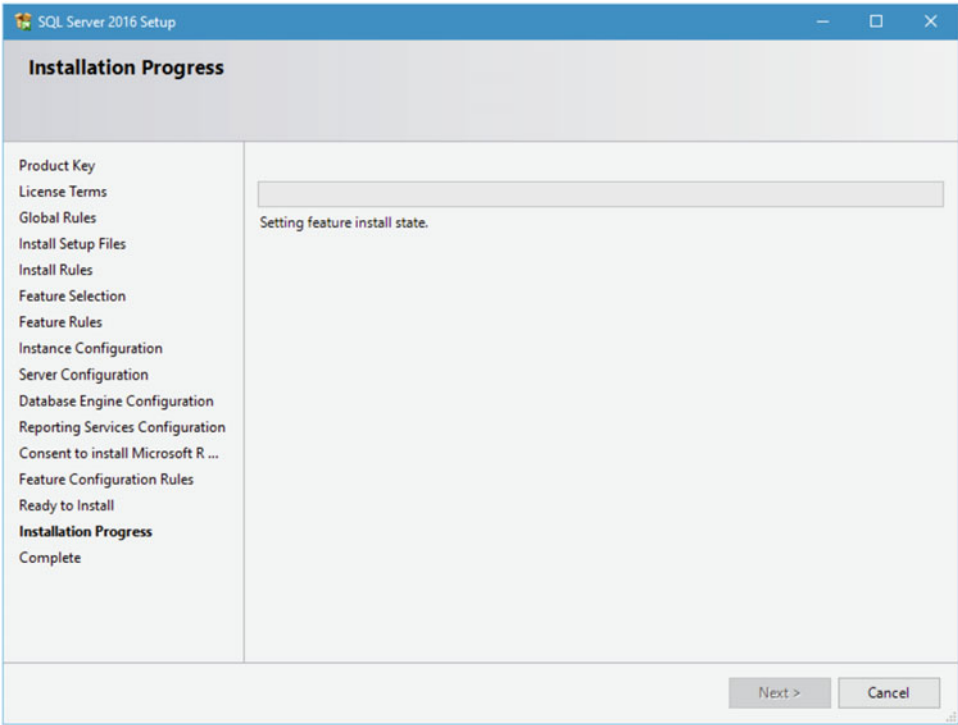 SQL Server 2016 Setup
Installation Progress
Product Key
License Terms
Global Rules
Install Setup Files
Install Rules
Feature Selection
Feature Rules
Instance Configuration
Server Configuration
Database Engine Configuration
Reporting Services Configuration
Consent to install Microsoft R ...
Feature Configuration Rules
Ready to Install
Installation Progress
Complete
Setting feature install state.
Next >
Cancel